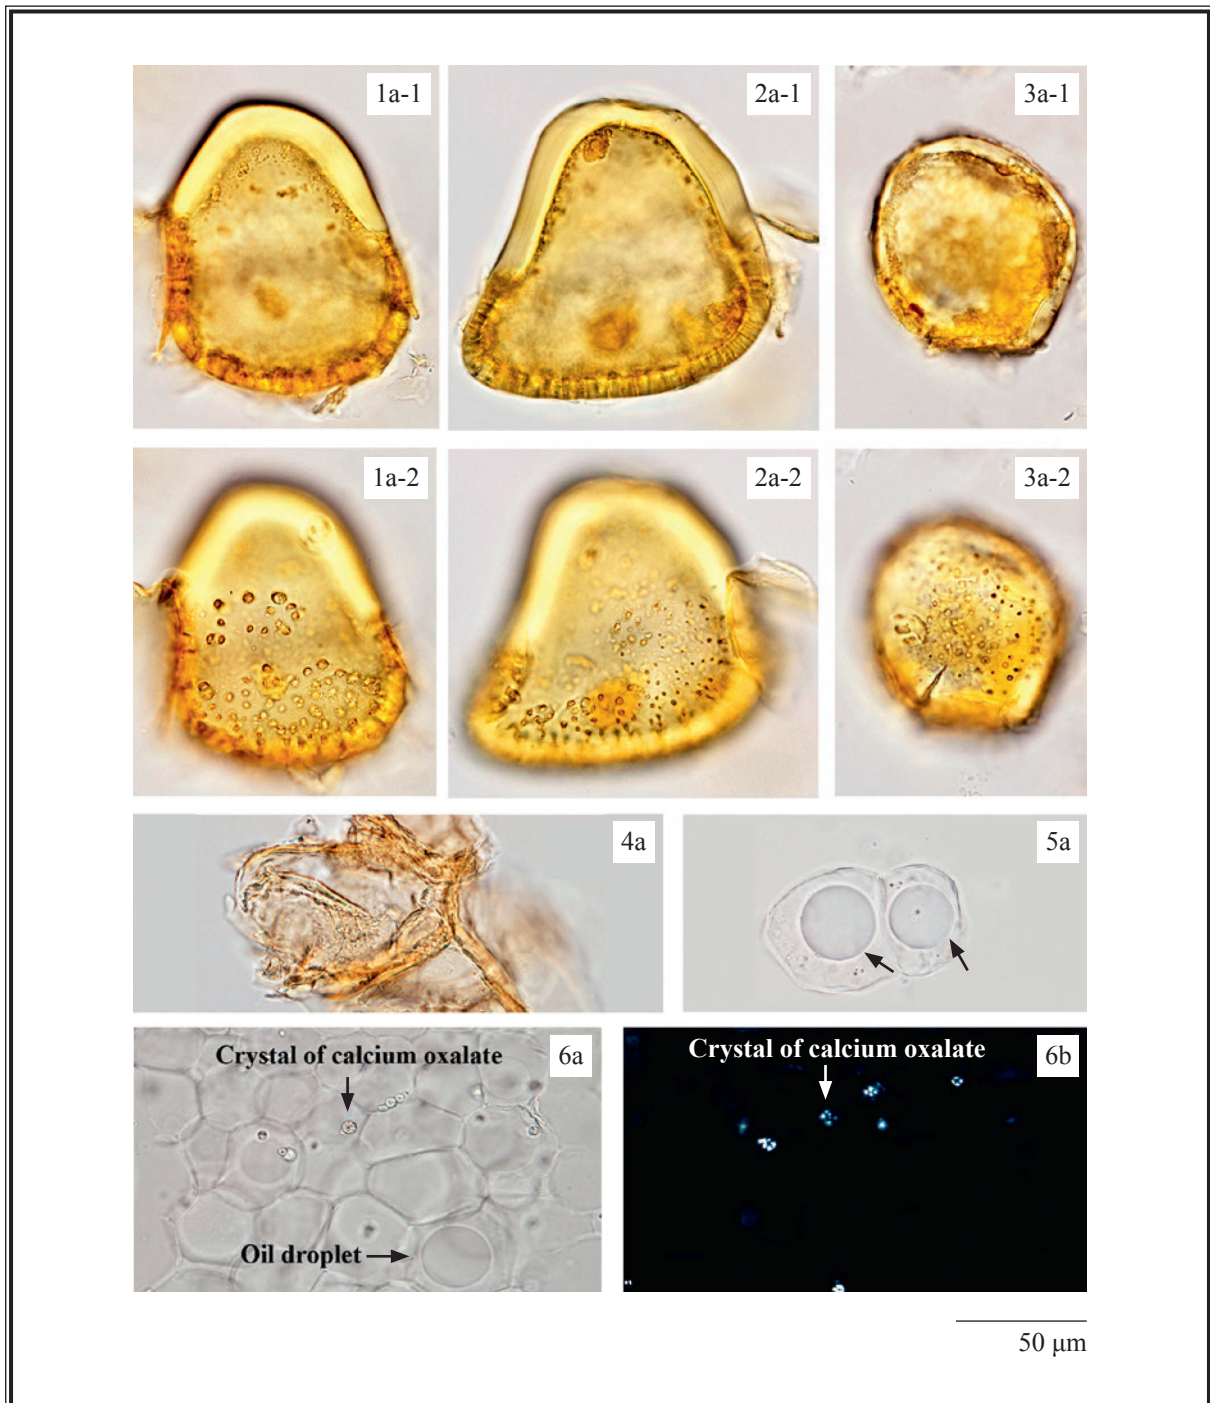 1a-1
2a-1
3a-1
1a-2
2a-2
3a-2
4a
5a
Crystal of calcium oxalate
6a
Oil droplet
Crystal of calcium oxalate
6b
50 µm